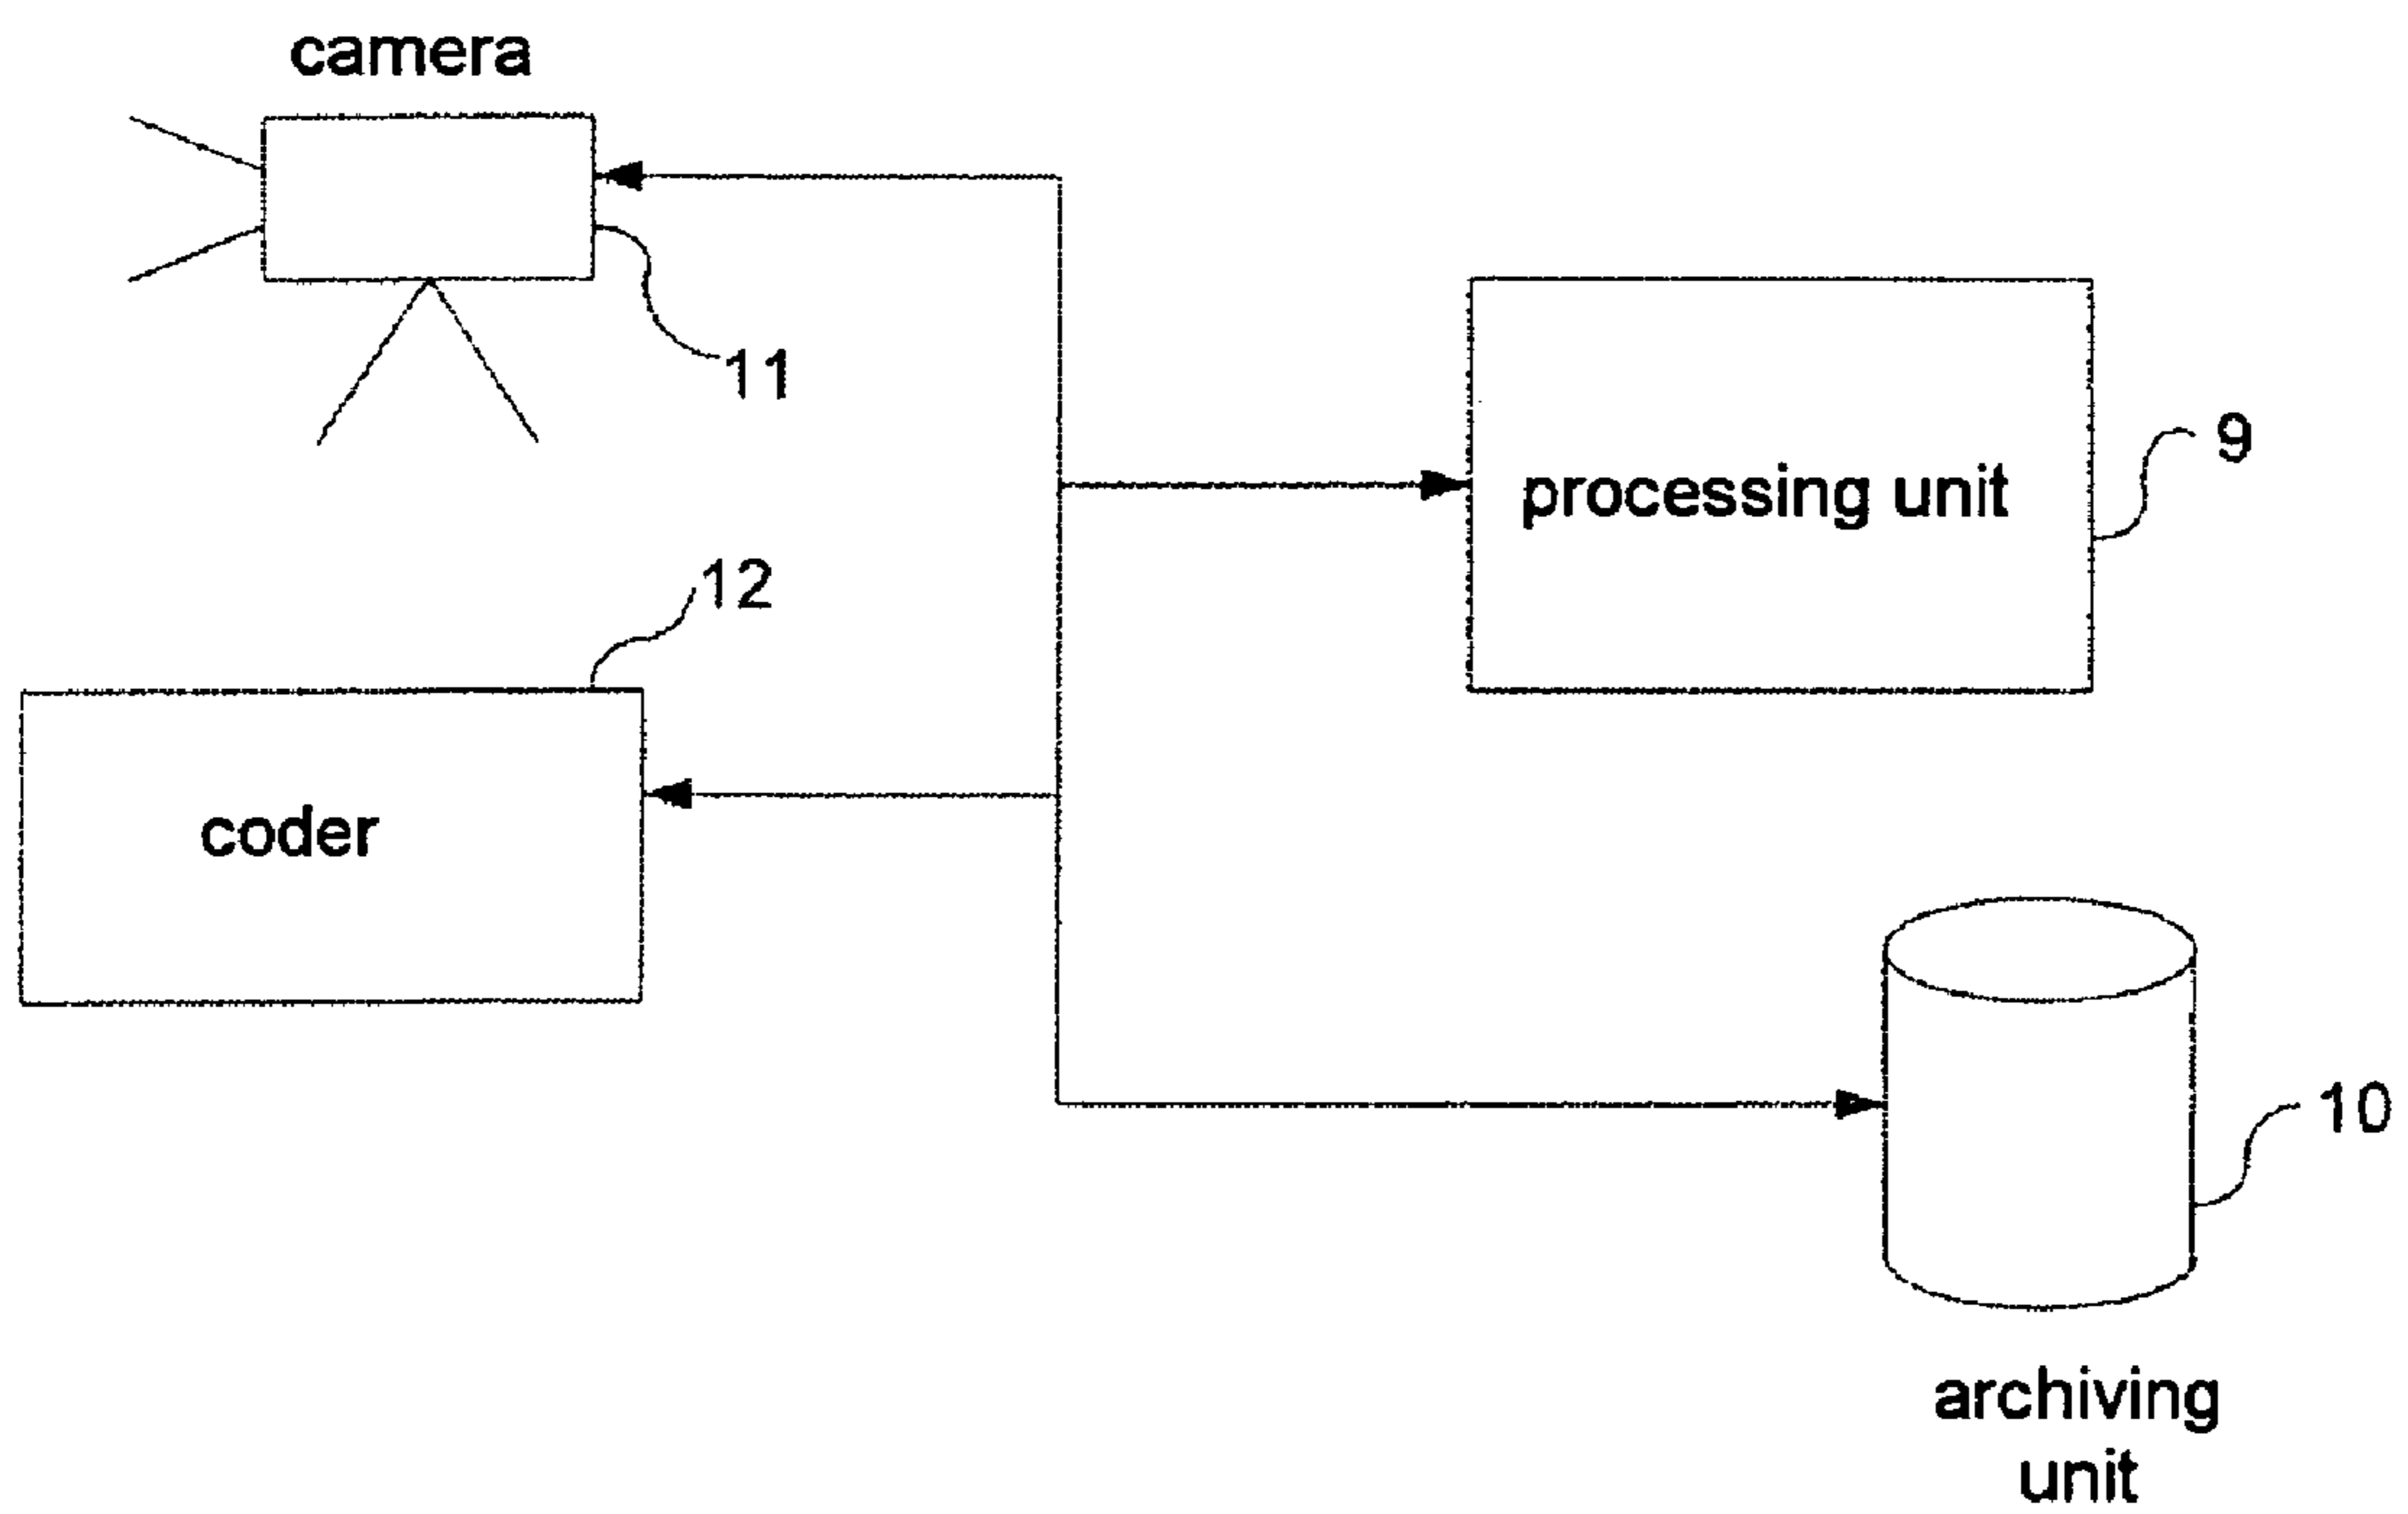 camera
11
processing unit
9
12
coder
10
archiving
unit